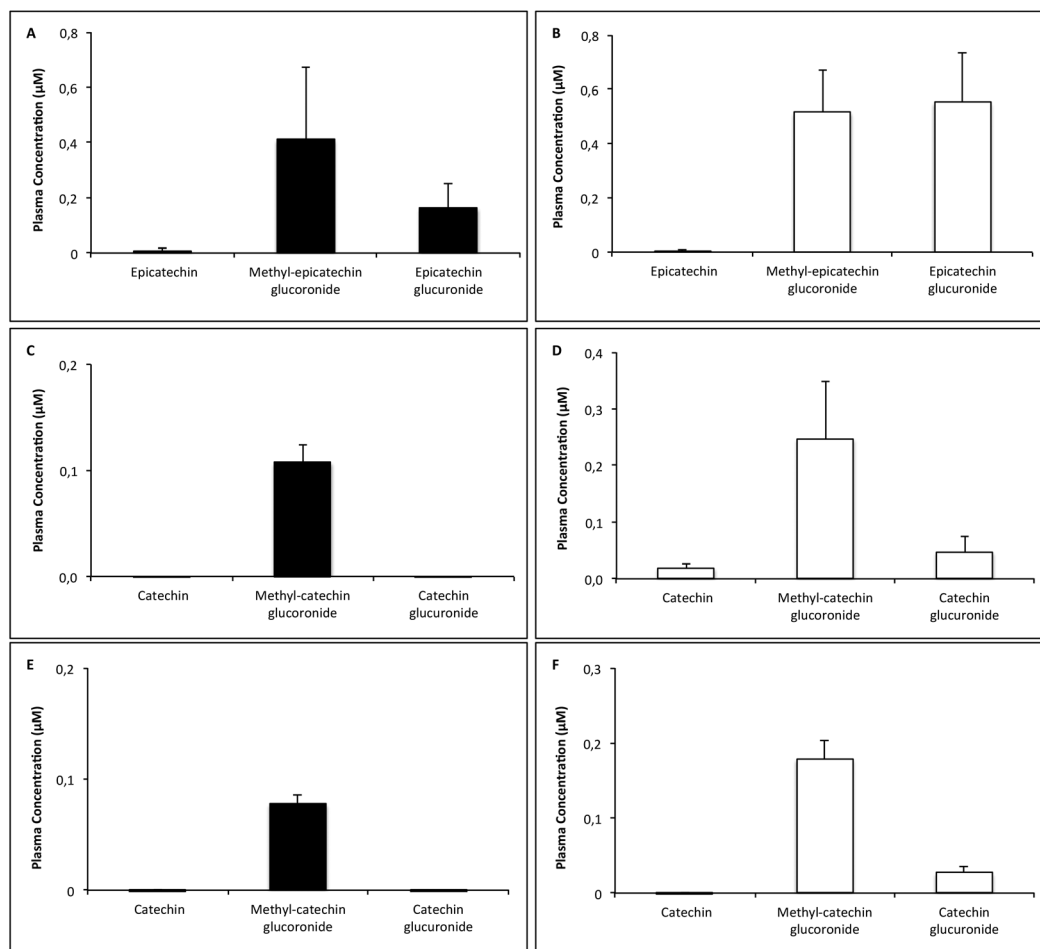 A
Plasma Concentration (µM)
0,8
0,6
0,4
0,2
0
Epicatechin
Methyl-epicatechin
glucoronide
Epicatechin
glucuronide
B
Plasma Concentration (µM)
0,8
0,6
0,4
0,2
0
Epicatechin
Methyl-epicatechin
glucoronide
Epicatechin
glucuronide
C
Plasma Concentration (µM)
0,2
0,1
0,0
Catechin
Methyl-catechin
glucoronide
Catechin
glucuronide
D
Plasma Concentration (µM)
0,4
0,3
0,2
0,1
0,0
Catechin
Methyl-catechin
glucoronide
Catechin
glucuronide
E
Plasma Concentration (µM)
0,2
0,1
0
Catechin
Methyl-catechin
glucoronide
Catechin
glucuronide
F
Plasma Concentration (µM)
0,3
0,2
0,1
0
Catechin
Methyl-catechin
glucoronide
Catechin
glucuronide